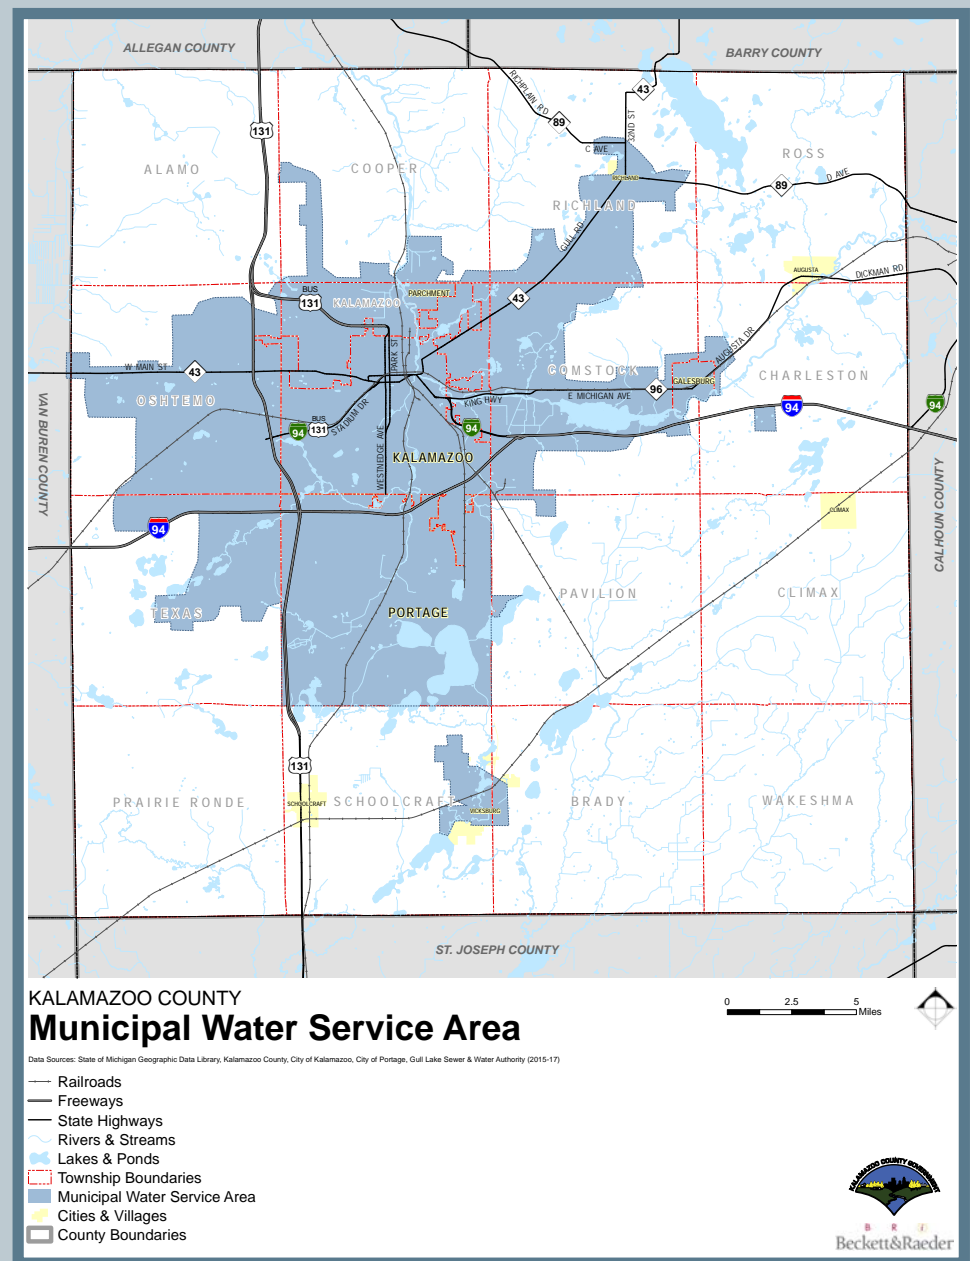 ALLEGAN COUNTY
BARRY COUNTY
RICHPLAIN RD
43
89
32ND ST
131
C AVE
ROSS
ALAMO
COOPER
RICHLAND
89
D AVE
RICHLAND
GULL RD
AUGUSTA
DICKMAN RD
BUS
131
KALAMAZOO
PARCHMENT
43
PARK ST
AUGUSTA DR
W MAIN ST
43
COMSTOCK
GALESBURG
CHARLESTON
96
E MICHIGAN AVE
KING HWY
OSHTEMO
94
94
VAN BUREN COUNTY
BUS
94
131
STADIUM DR
94
WESTNEDGE AVE
KALAMAZOO
CALHOUN COUNTY
CLIMAX
94
PAVILION
CLIMAX
TEXAS
PORTAGE
131
PRAIRIE RONDE
SCHOOLCRAFT
SCHOOLCRAFT
VICKSBURG
BRADY
WAKESHMA
ST. JOSEPH COUNTY
KALAMAZOO COUNTY
Municipal Water Service Area
0 2.5 5
Miles
Data Sources: State of Michigan Geographic Data Library, Kalamazoo County, City of Kalamazoo, City of Portage, Gull Lake Sewer & Water Authority (2015-17)
Railroads
Freeways
State Highways
Rivers & Streams
Lakes & Ponds
Township Boundaries
Municipal Water Service Area
Cities & Villages
County Boundaries
KALAMAZOO COUNTY GOVERNMENT
B R i
Beckett&Raeder